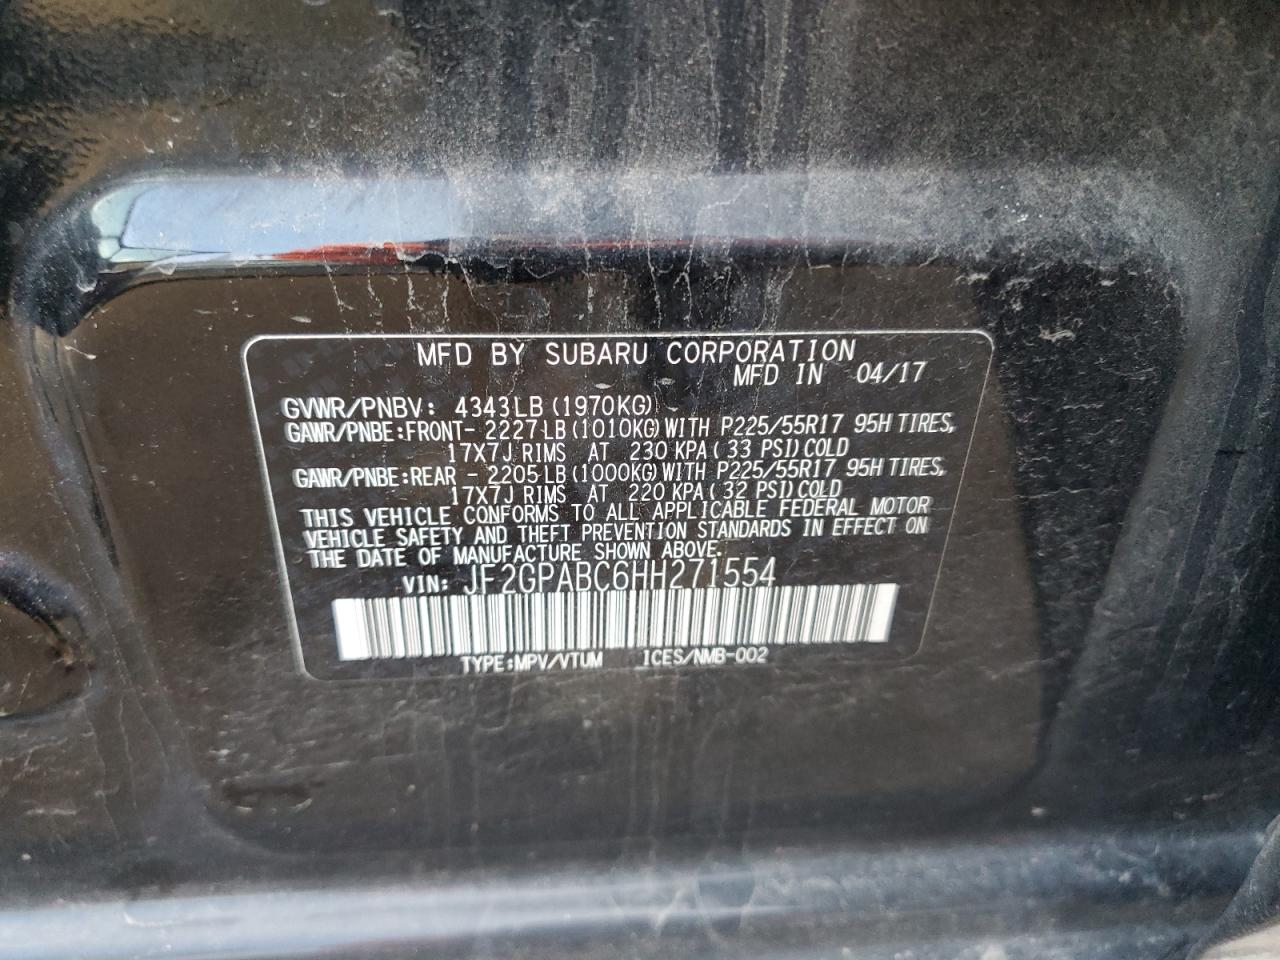 MFD BY SUBARU CORPORATION
MFD IN 04/17
GVWR/PNBV: 4343LB (1970KG)
GAWR/PNBE:FRONT- 2227LB (1010KG) WITH P225/55R17 95H TIRES,
17X7J RIMS AT 230 KPA (33 PSI) COLD
GAWR/PNBE:REAR - 2205LB (1000KG) WITH P225/55R17 95H TIRES,
17X7J RIMS AT 220 KPA (32 PSI) COLD
THIS VEHICLE CONFORMS TO ALL APPLICABLE FEDERAL MOTOR
VEHICLE SAFETY AND THEFT PREVENTION STANDARDS IN EFFECT ON
THE DATE OF MANUFACTURE SHOWN ABOVE.
VIN: JF2GPABC6HH271554
TYPE:MPV/VTUM ICES/NMB-002